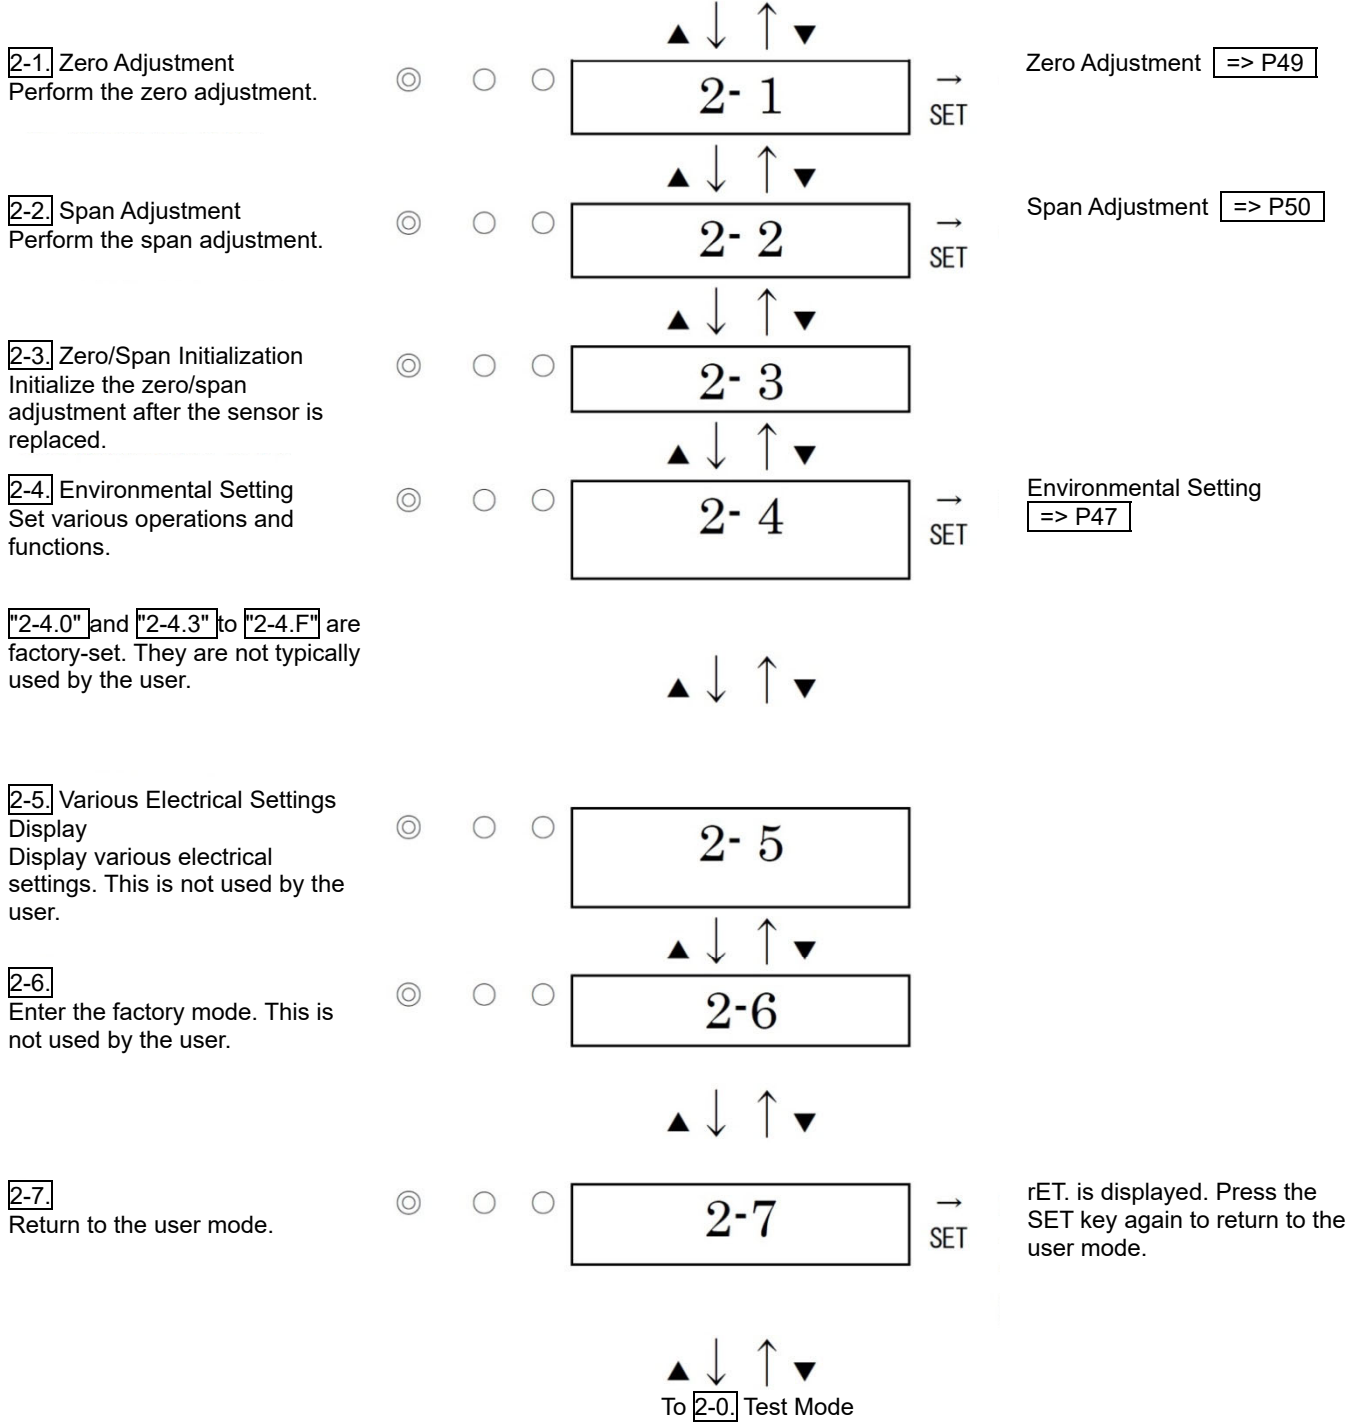 ▲ ↓ ↑ ▼
2-1. Zero Adjustment
Perform the zero adjustment.
2- 1
→
SET
Zero Adjustment => P49
▲ ↓ ↑ ▼
2-2. Span Adjustment
Perform the span adjustment.
2- 2
→
SET
Span Adjustment => P50
▲ ↓ ↑ ▼
2-3. Zero/Span Initialization
Initialize the zero/span
adjustment after the sensor is
replaced.
2- 3
▲ ↓ ↑ ▼
2-4. Environmental Setting
Set various operations and
functions.
2- 4
→
SET
Environmental Setting
=> P47
"2-4.0" and "2-4.3" to "2-4.F" are
factory-set. They are not typically
used by the user.
▲ ↓ ↑ ▼
2-5. Various Electrical Settings
Display
Display various electrical
settings. This is not used by the
user.
2- 5
▲ ↓ ↑ ▼
2-6.
Enter the factory mode. This is
not used by the user.
2-6
▲ ↓ ↑ ▼
2-7.
Return to the user mode.
2-7
→
SET
rET. is displayed. Press the
SET key again to return to the
user mode.
▲ ↓ ↑ ▼
To 2-0. Test Mode